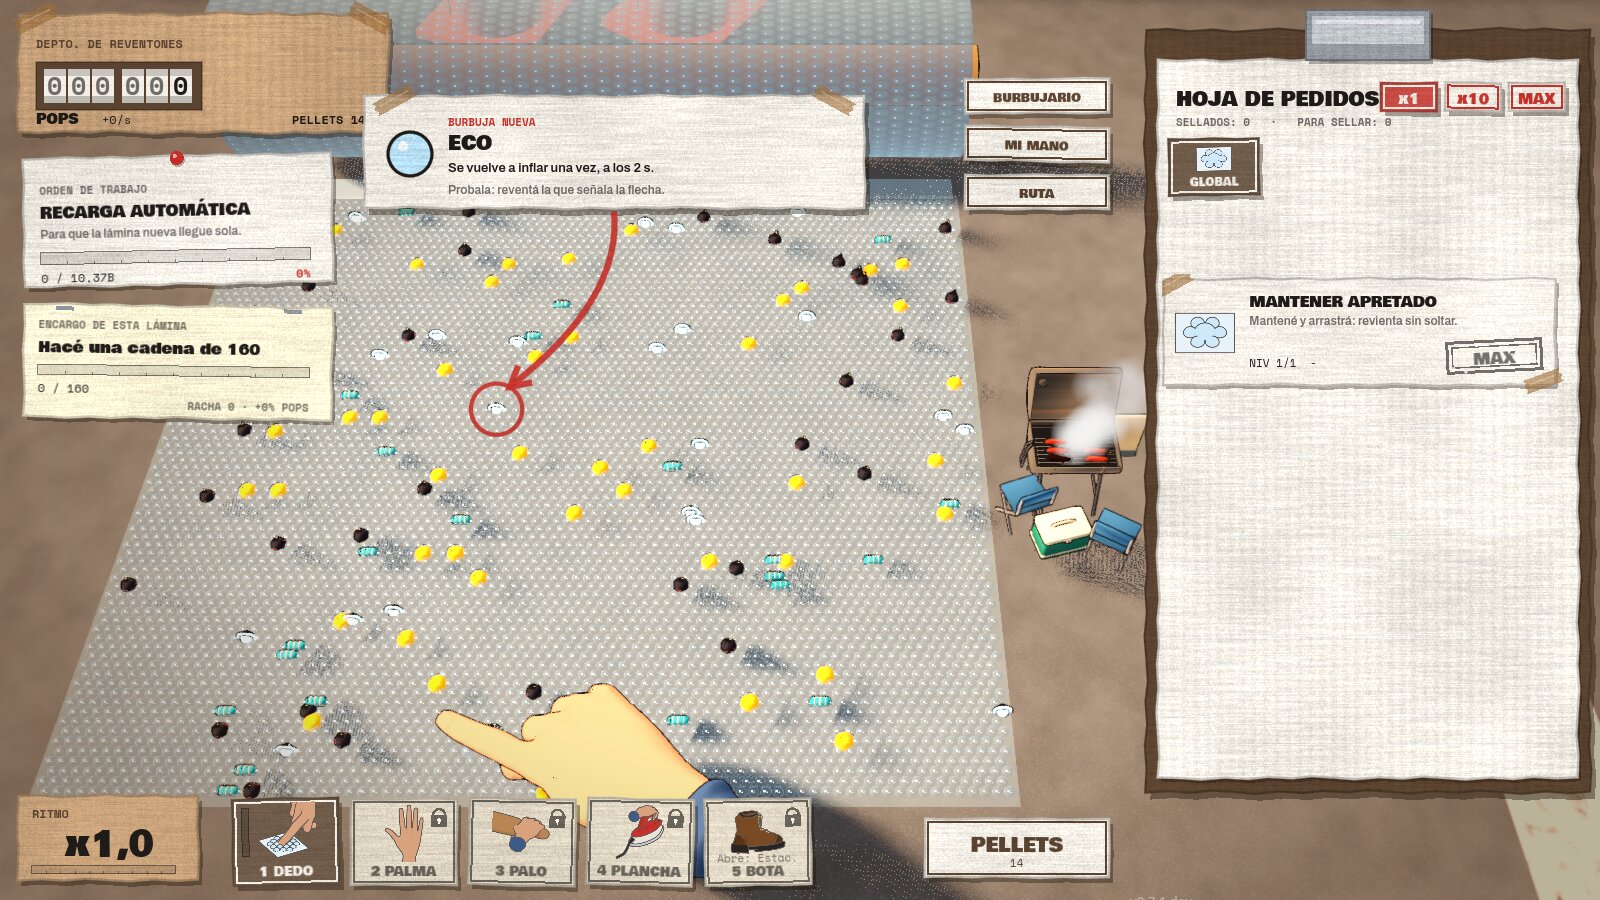 DEPTO. DE REVENTONES
000000
POPS +0/s PELLETS 14
BURBUJA NUEVA
ECO
Se vuelve a inflar una vez, a los 2 s.
Probala: reventá la que señala la flecha.
ORDEN DE TRABAJO
RECARGA AUTOMÁTICA
Para que la lámina nueva llegue sola.
0 / 10.37B 0%
ENCARGO DE ESTA LÁMINA
Hacé una cadena de 160
0 / 160
RACHA 0 · +0% POPS
BURBUJARIO
MI MANO
RUTA
HOJA DE PEDIDOS x1 x10 MAX
SELLADOS: 0 · PARA SELLAR: 0
GLOBAL
MANTENER APRETADO
Mantené y arrastrá: revienta sin soltar.
NIV 1/1 - MAX
RITMO
x1,0
1 DEDO
2 PALMA
3 PALO
4 PLANCHA
Abre: Estac.
5 BOTA
PELLETS
14